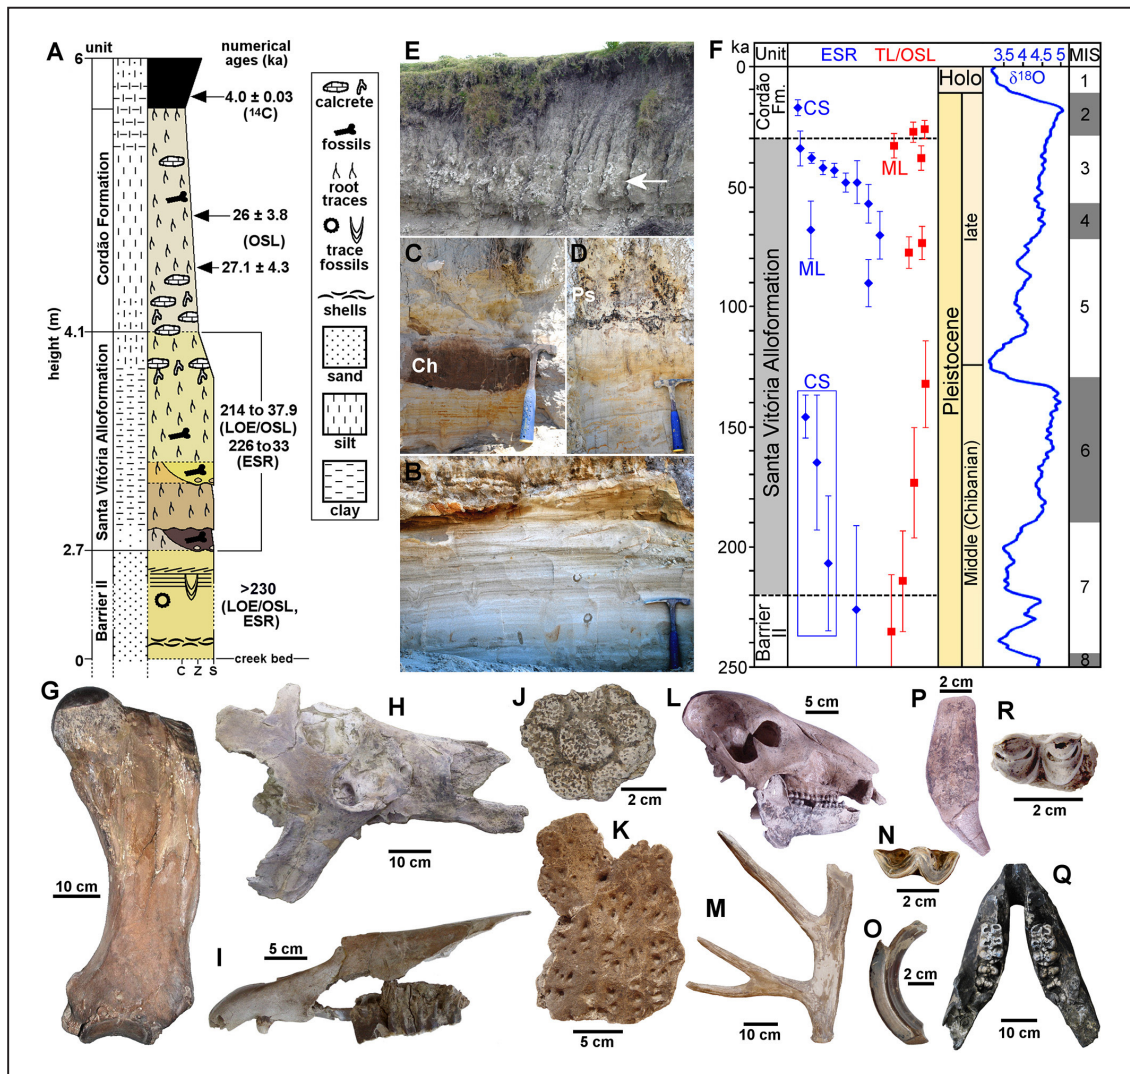 A
unit
numerical
ages (ka)
6
4.0 ± 0.03
(¹⁴C)
26 ± 3.8
(OSL)
27.1 ± 4.3
Cordão Formation
height (m)
4.1
Santa Vitória Alloformation
214 to 37.9
(LOE/OSL)
226 to 33
(ESR)
2.7
Barrier II
>230
(LOE/OSL,
ESR)
0
creek bed
C Z S
calcrete
fossils
root
traces
trace
fossils
shells
sand
silt
clay
E
C
Ch
D
Ps
B
F
ka
Unit
ESR
TL/OSL
3.5 4 4.5 5
MIS
δ¹⁸O
0
50
100
150
200
250
Cordão
Fm.
Santa Vitória Alloformation
Barrier
II
CS
ML
ML
CS
Holo
Pleistocene
late
Middle (Chibanian)
1
2
3
4
5
6
7
8
G
10 cm
H
10 cm
I
5 cm
J
2 cm
K
5 cm
L
5 cm
M
10 cm
N
2 cm
O
2 cm
P
2 cm
Q
10 cm
R
2 cm